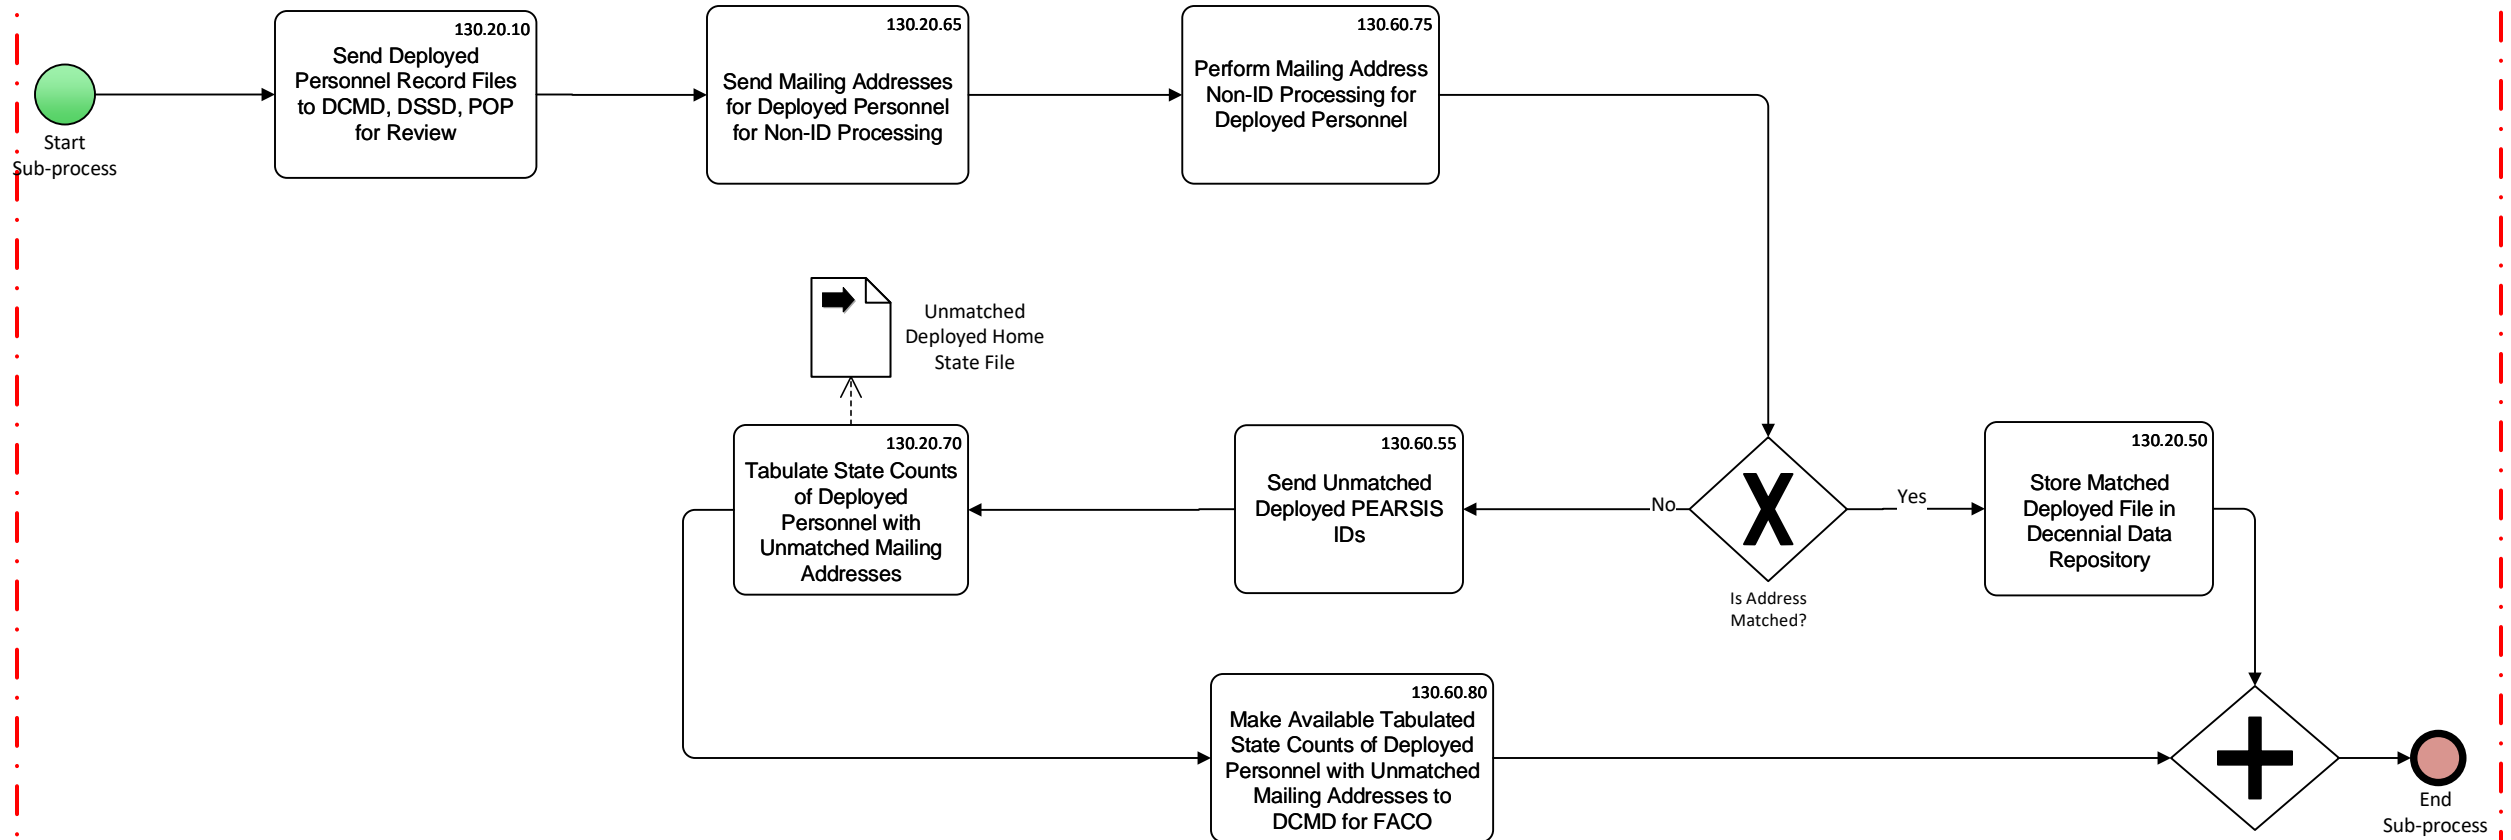 130.20.10
Send Deployed
Personnel Record Files
to DCMD, DSSD, POP
for Review
130.20.65
Send Mailing Addresses
for Deployed Personnel
for Non-ID Processing
130.60.75
Perform Mailing Address
Non-ID Processing for
Deployed Personnel
Start
Sub-process
Unmatched
Deployed Home
State File
130.20.70
Tabulate State Counts
of Deployed
Personnel with
Unmatched Mailing
Addresses
130.60.55
Send Unmatched
Deployed PEARSIS
IDs
No
Yes
Is Address
Matched?
130.20.50
Store Matched
Deployed File in
Decennial Data
Repository
130.60.80
Make Available Tabulated
State Counts of Deployed
Personnel with Unmatched
Mailing Addresses to
DCMD for FACO
End
Sub-process